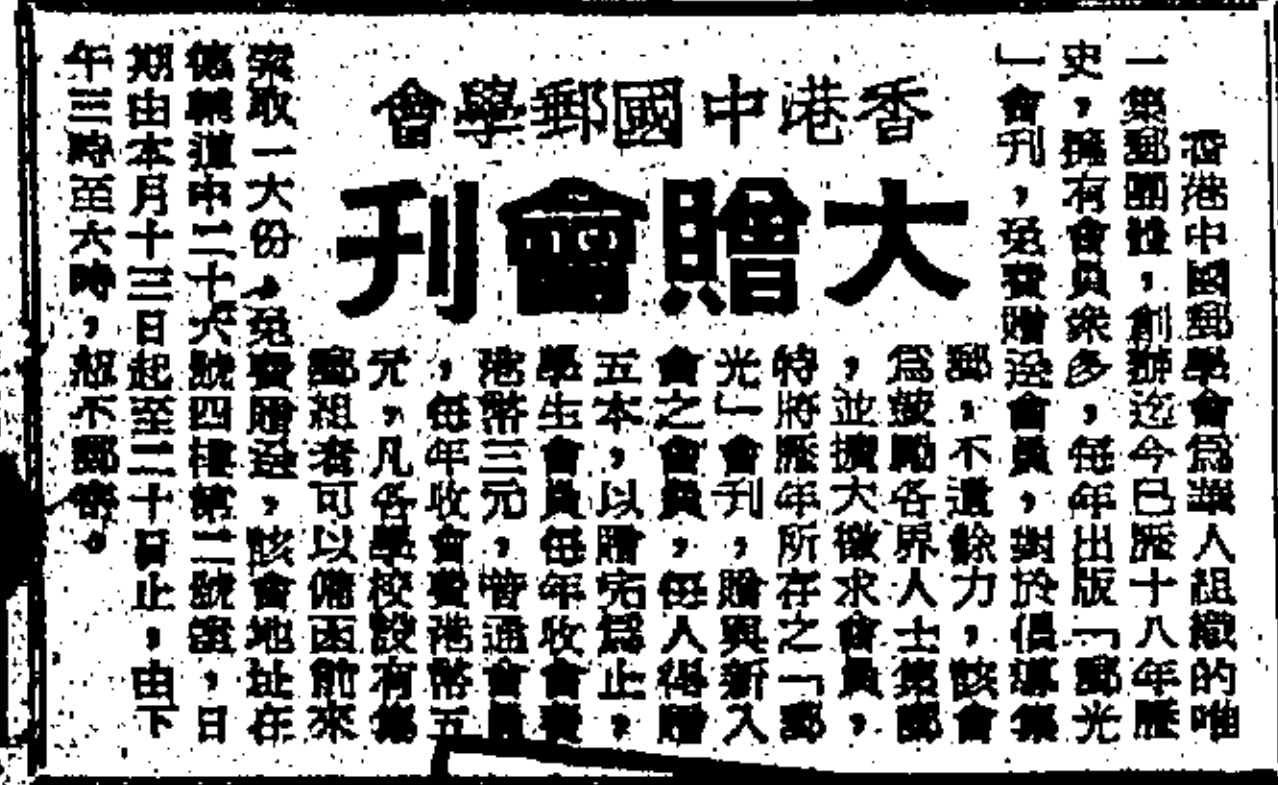 香港中國郵學會
大贈會刊
香港中國郵學會爲華人組織的唯
一集郵團體，創辦迄今已歷十八年歷
史，擁有會員衆多，每年出版「郵光
」會刊，免費贈送會員，對於倡導集
郵，不遺餘力，該會
爲鼓勵各界人士集郵
，並擴大徵求會員，
特將歷年所存之「郵
光」會刊，贈與新入
會之會員，每人得贈
五本，以贈完爲止，
學生會員每年收會費
港幣三元，普通會員
，每年收會費港幣五
元，凡各學校設有集
郵組者可以備函前來
索取一大份，免費贈送，該會地址在
德輔道中二十六號四樓第二號室，日
期由本月十三日起至二十日止，由下
午三時至六時，恕不郵寄。